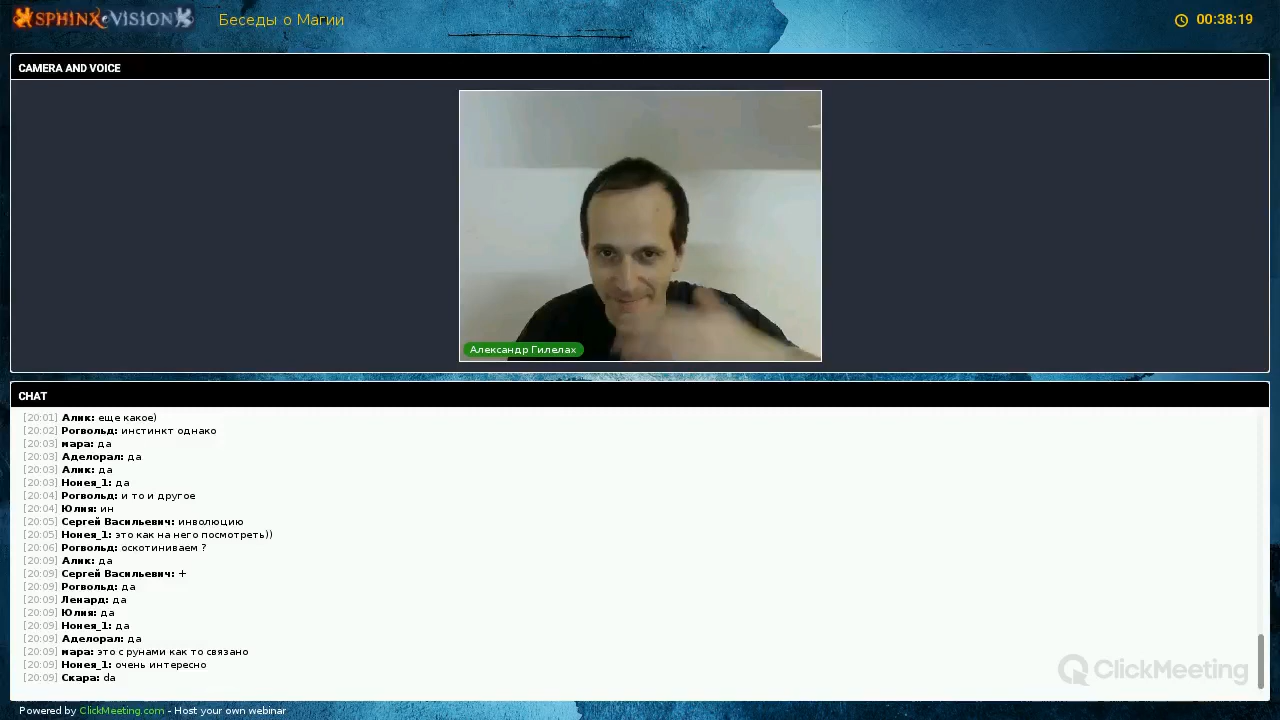 SPHINXeVISION
Беседы о Магии
00:38:19
CAMERA AND VOICE
Александр Гилелах
CHAT
[20:01] Алик: еще какое)
[20:02] Рогвольд: инстинкт однако
[20:03] мара: да
[20:03] Аделорал: да
[20:03] Алик: да
[20:03] Нонея_1: да
[20:04] Рогвольд: и то и другое
[20:04] Юлия: ин
[20:05] Сергей Васильевич: инволюцию
[20:05] Нонея_1: это как на него посмотреть))
[20:06] Рогвольд: оскотиниваем ?
[20:09] Алик: да
[20:09] Сергей Васильевич: +
[20:09] Рогвольд: да
[20:09] Ленард: да
[20:09] Юлия: да
[20:09] Нонея_1: да
[20:09] Аделорал: да
[20:09] мара: это с рунами как то связано
[20:09] Нонея_1: очень интересно
[20:09] Скара: da
ClickMeeting
Powered by ClickMeeting.com - Host your own webinar